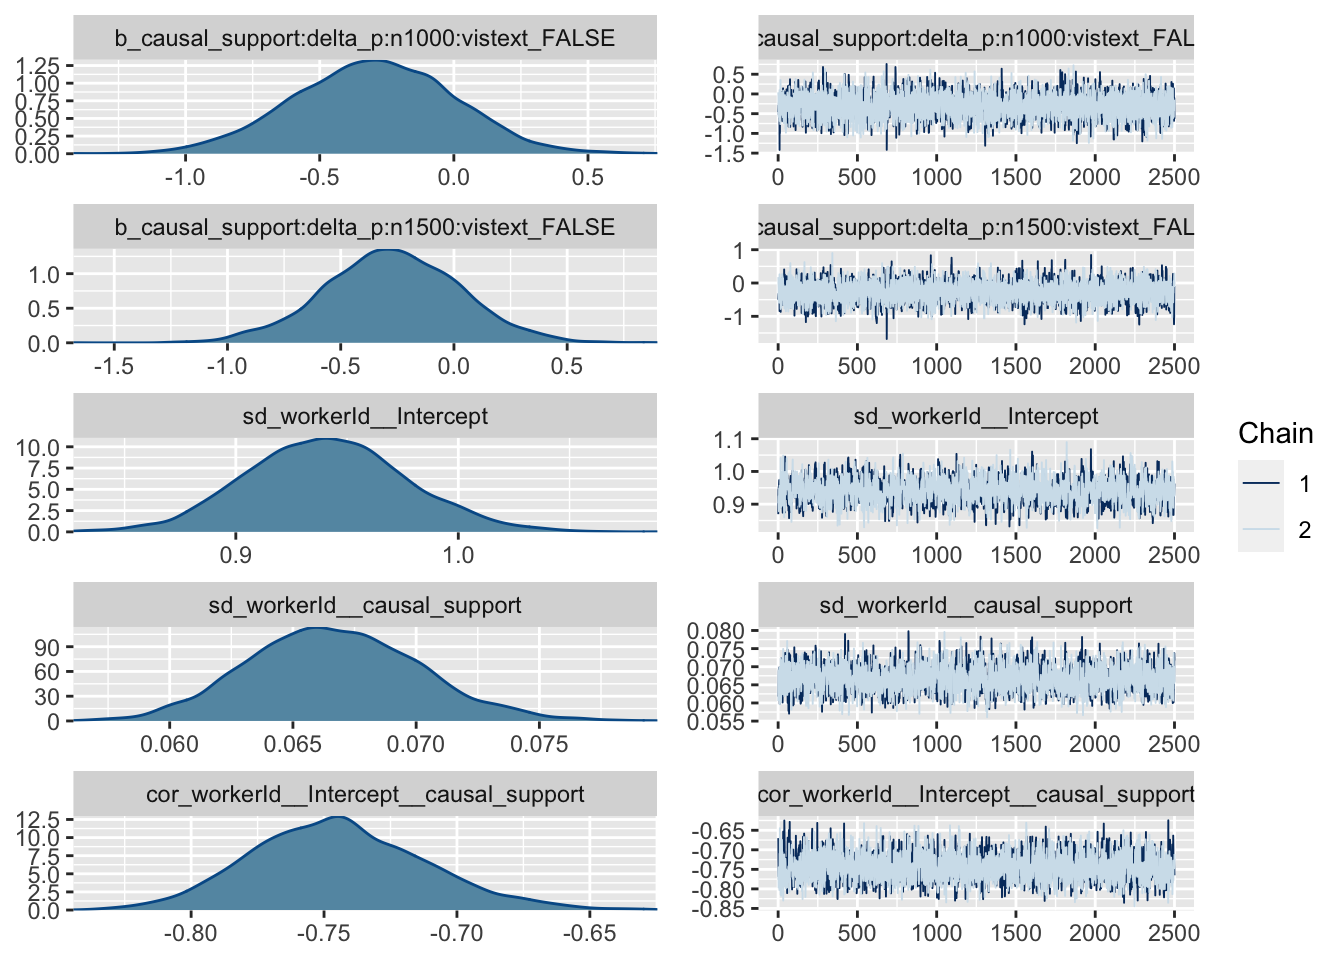 b_causal_support:delta_p:n1000:vistext_FALSE
1.25
1.00
0.75
0.50
0.25
0.00
-1.0 -0.5 0.0 0.5
causal_support:delta_p:n1000:vistext_FAL
0.5
0.0
-0.5
-1.0
-1.5
0 500 1000 1500 2000 2500
b_causal_support:delta_p:n1500:vistext_FALSE
1.0
0.5
0.0
-1.5 -1.0 -0.5 0.0 0.5
causal_support:delta_p:n1500:vistext_FAL
1
0
-1
0 500 1000 1500 2000 2500
sd_workerId__Intercept
10.0
7.5
5.0
2.5
0.0
0.9 1.0
sd_workerId__Intercept
1.1
1.0
0.9
0 500 1000 1500 2000 2500
sd_workerId__causal_support
90
60
30
0
0.060 0.065 0.070 0.075
sd_workerId__causal_support
0.080
0.075
0.070
0.065
0.060
0.055
0 500 1000 1500 2000 2500
cor_workerId__Intercept__causal_support
12.5
10.0
7.5
5.0
2.5
0.0
-0.80 -0.75 -0.70 -0.65
cor_workerId__Intercept__causal_support
-0.65
-0.70
-0.75
-0.80
-0.85
0 500 1000 1500 2000 2500
Chain
1
2